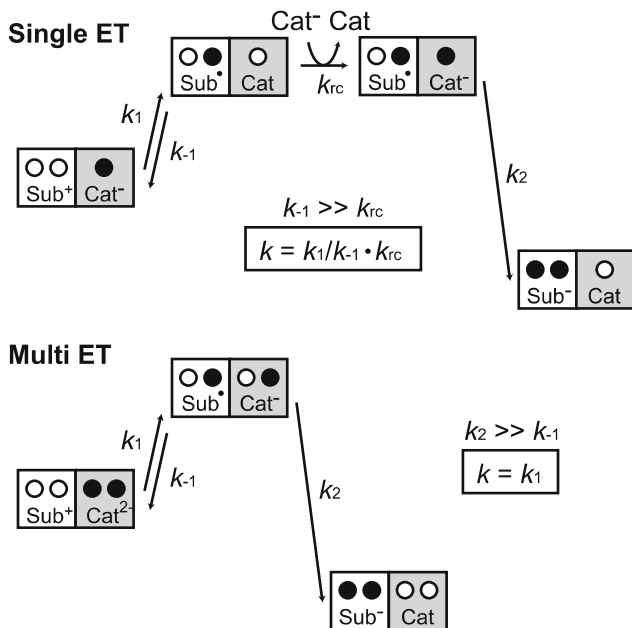 Single ET
Cat⁻ Cat
Sub• Cat
k₁
k₋₁
krc
Sub• Cat⁻
Sub⁺ Cat⁻
k₂
k₋₁ >> krc
k = k₁/k₋₁ • krc
Sub⁻ Cat
Multi ET
Sub• Cat⁻
k₁
k₋₁
k₂ >> k₋₁
k = k₁
Sub⁺ Cat²⁻
k₂
Sub⁻ Cat